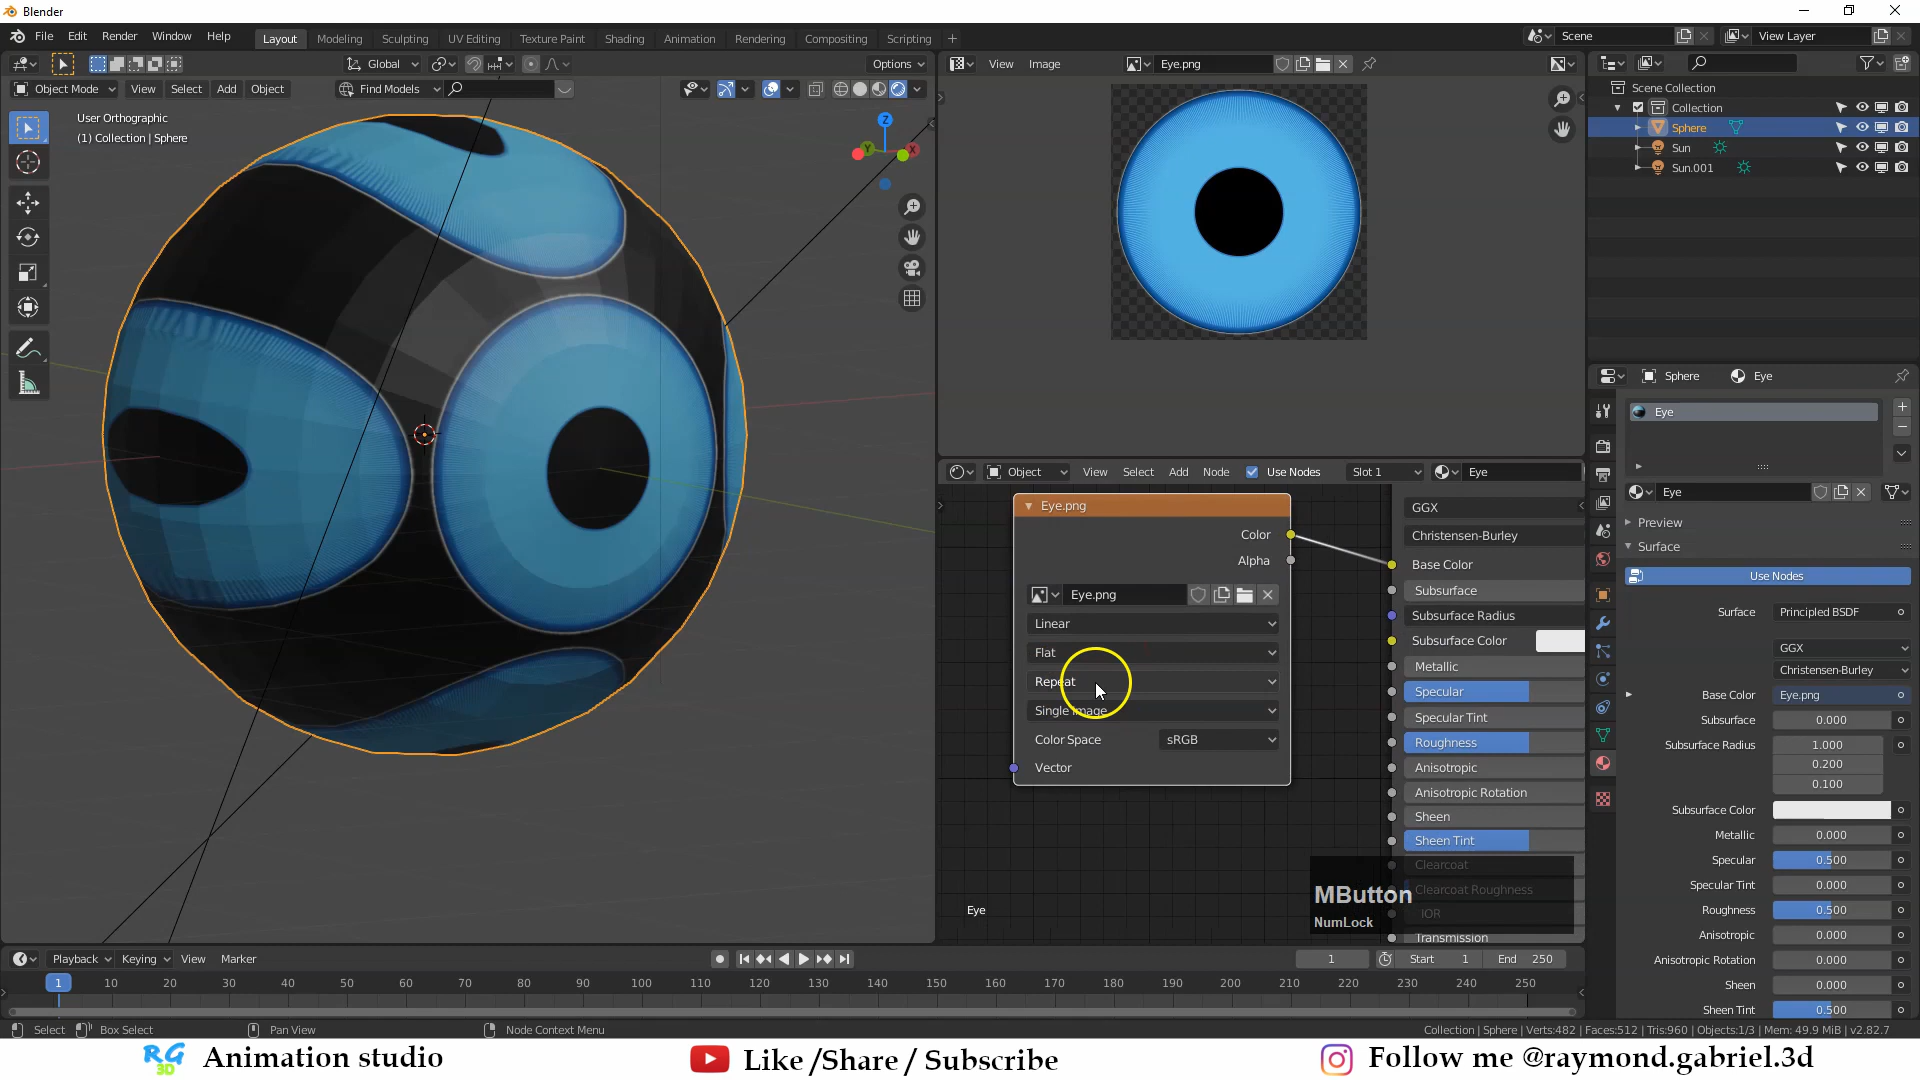 Blender
File Edit Render Window Help
Layout Modeling Sculpting UV Editing Texture Paint Shading Animation Rendering Compositing Scripting
Scene
View Layer
Global
Options
Object Mode View Select Add Object
Find Models
User Orthographic
(1) Collection | Sphere
Z
Y
X
View Image
Eye.png
Scene Collection
Collection
Sphere
Sun
Sun.001
Object View Select Add Node Use Nodes Slot 1 Eye
Eye.png
Color
Alpha
Eye.png
Linear
Flat
Repeat
Single Image
Color Space sRGB
Vector
Eye
GGX
Christensen-Burley
Base Color
Subsurface
Subsurface Radius
Subsurface Color
Metallic
Specular
Specular Tint
Roughness
Anisotropic
Anisotropic Rotation
Sheen
Sheen Tint
Clearcoat
Clearcoat Roughness
IOR
Transmission
MButton
NumLock
Sphere Eye
Eye
Eye
Preview
Surface
Use Nodes
Surface Principled BSDF
GGX
Christensen-Burley
Base Color Eye.png
Subsurface 0.000
Subsurface Radius 1.000
0.200
0.100
Subsurface Color
Metallic 0.000
Specular 0.500
Specular Tint 0.000
Roughness 0.500
Anisotropic 0.000
Anisotropic Rotation 0.000
Sheen 0.000
Sheen Tint 0.500
Playback Keying View Marker
1 Start 1 End 250
1 10 20 30 40 50 60 70 80 90 100 110 120 130 140 150 160 170 180 190 200 210 220 230 240 250
Select Box Select Pan View Node Context Menu
Collection | Sphere | Verts:482 | Faces:512 | Tris:960 | Objects:1/3 | Mem: 49.9 MiB | v2.82.7
RG
3D
Animation studio
Like /Share / Subscribe
Follow me @raymond.gabriel.3d